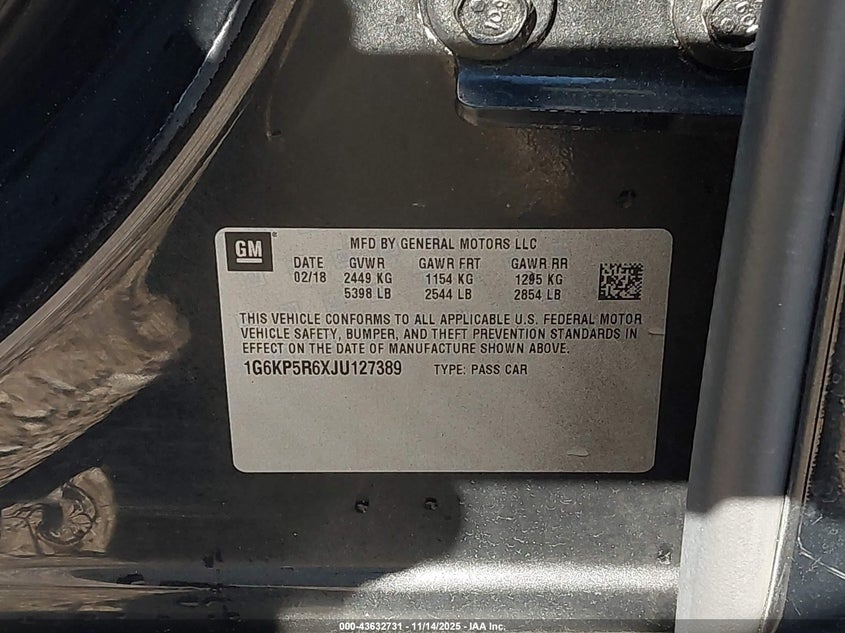 GM
MFD BY GENERAL MOTORS LLC
DATE GVWR GAWR FRT GAWR RR
02/18 2449 KG 1154 KG 1295 KG
5398 LB 2544 LB 2854 LB
THIS VEHICLE CONFORMS TO ALL APPLICABLE U.S. FEDERAL MOTOR
VEHICLE SAFETY, BUMPER, AND THEFT PREVENTION STANDARDS IN
EFFECT ON THE DATE OF MANUFACTURE SHOWN ABOVE.
1G6KP5R6XJU127389 TYPE: PASS CAR
000-43632731 - 11/14/2025 - IAA Inc.